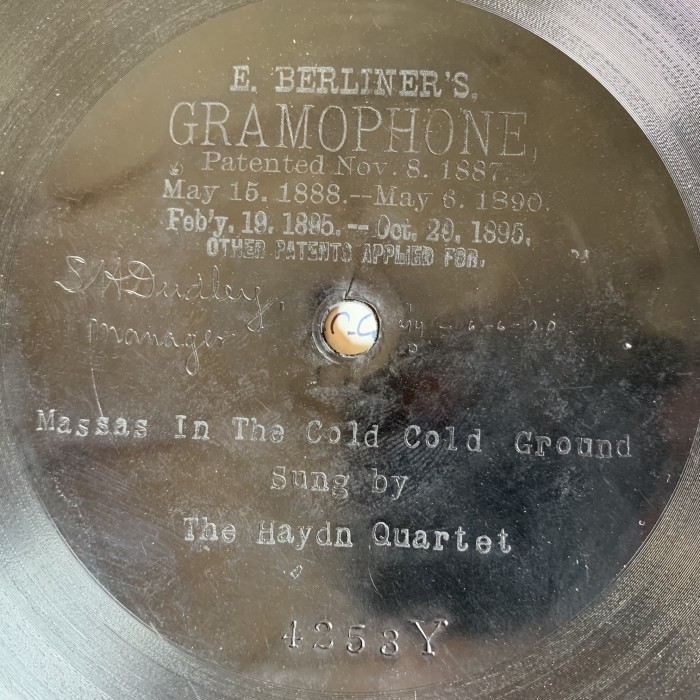 E. BERLINER'S.
GRAMOPHONE,
Patented Nov. 8. 1887.
May 15. 1888.--May 6. 1890.
Feb'y. 19. 1895.--Oct. 29. 1895.
OTHER PATENTS APPLIED FOR.
S H Dudley,
manager
Massas In The Cold Cold Ground
Sung by
The Haydn Quartet
4253Y